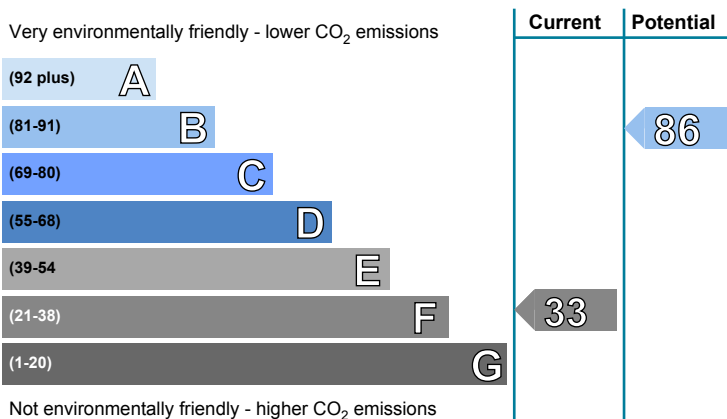 Current Potential
Very environmentally friendly - lower CO2 emissions
(92 plus) A
(81-91) B
86
(69-80) C
(55-68) D
(39-54 E
(21-38) F
33
(1-20) G
Not environmentally friendly - higher CO2 emissions